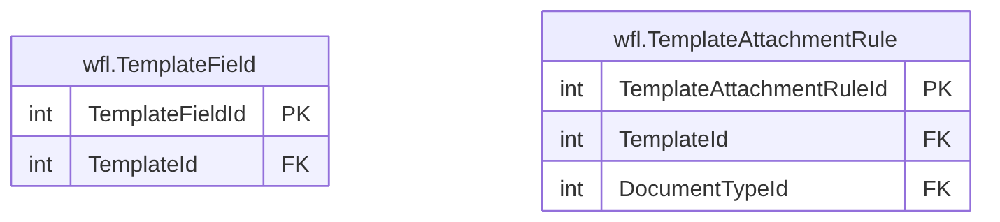 wfl.TemplateField
int TemplateFieldId PK
int TemplateId FK
wfl.TemplateAttachmentRule
int TemplateAttachmentRuleId PK
int TemplateId FK
int DocumentTypeId FK